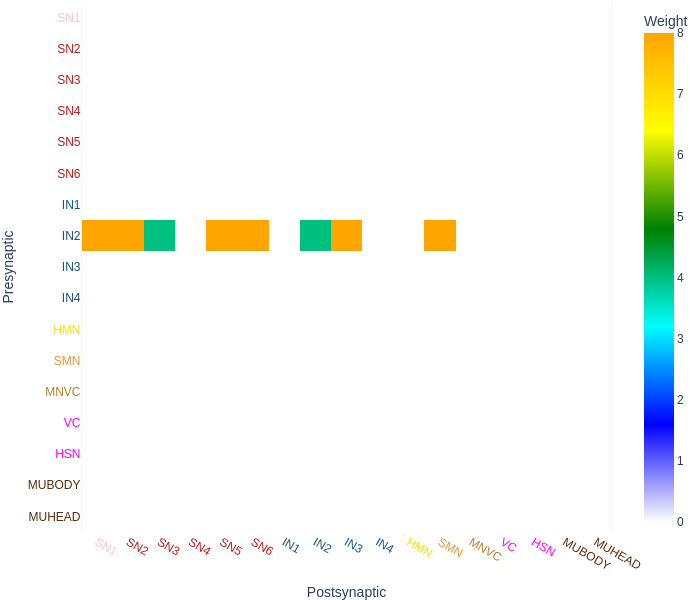 Weight
SN1
SN2
SN3
SN4
SN5
SN6
IN1
IN2
IN3
IN4
HMN
SMN
MNVC
VC
HSN
MUBODY
MUHEAD
Presynaptic
8
7
6
5
4
3
2
1
0
SN1 SN2 SN3 SN4 SN5 SN6 IN1 IN2 IN3 IN4 HMN SMN MNVC VC HSN MUBODY MUHEAD
Postsynaptic